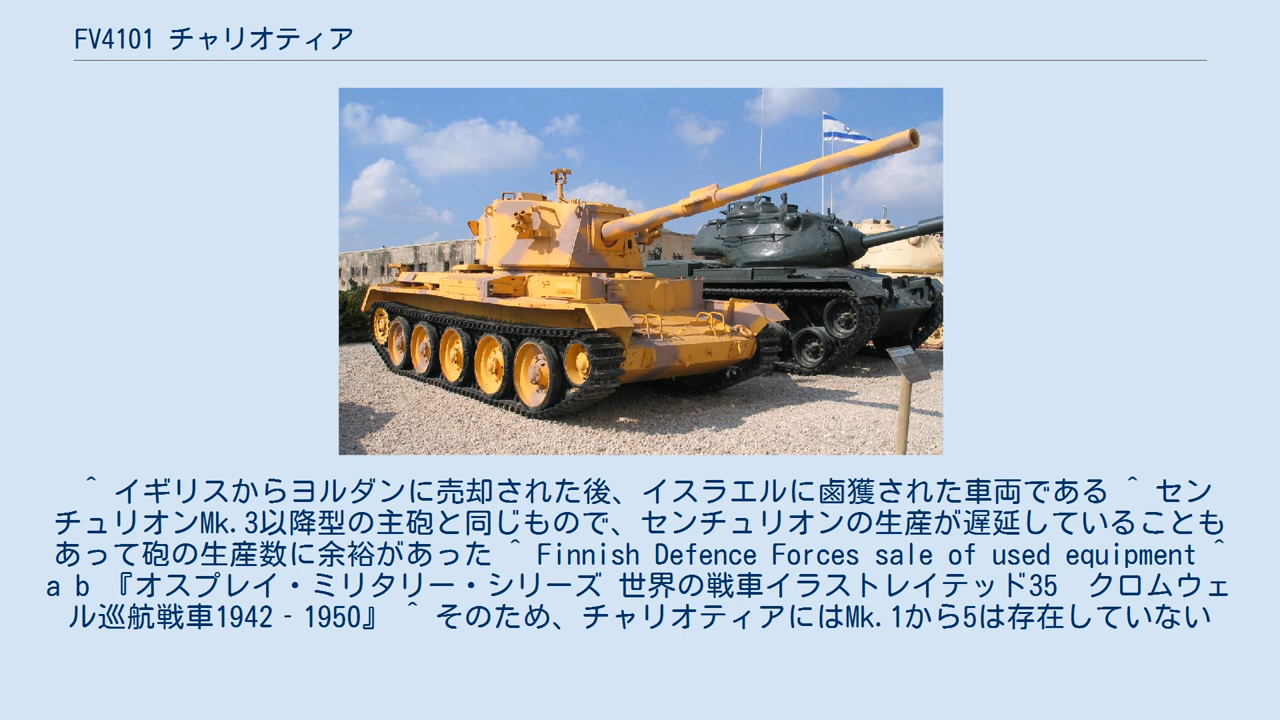 FV4101 チャリオティア
^ イギリスからヨルダンに売却された後、イスラエルに鹵獲された車両である ^ セン
チュリオンMk.3以降型の主砲と同じもので、センチュリオンの生産が遅延していることも
あって砲の生産数に余裕があった ^ Finnish Defence Forces sale of used equipment ^
a b 『オスプレイ・ミリタリー・シリーズ 世界の戦車イラストレイテッド35　クロムウェ
ル巡航戦車1942‐1950』 ^ そのため、チャリオティアにはMk.1から5は存在していない